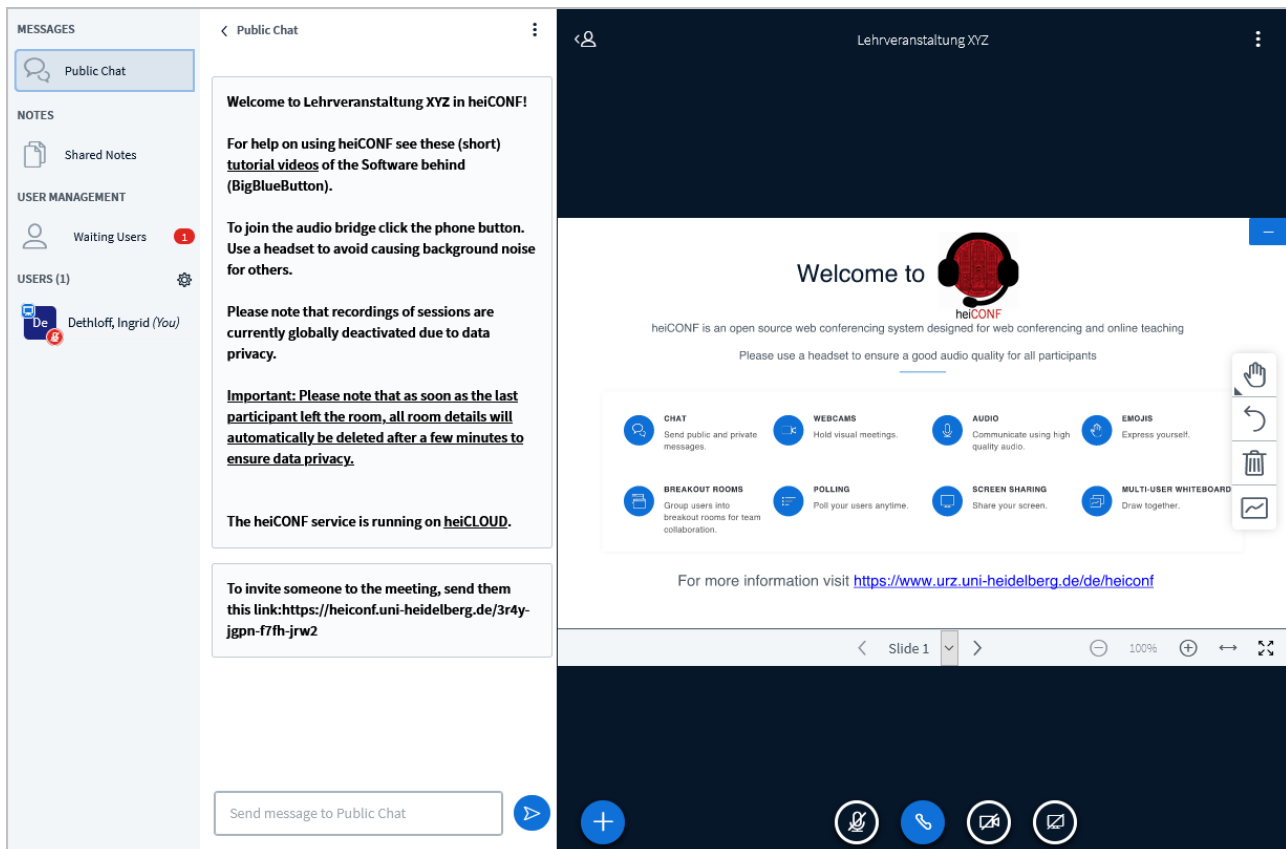 MESSAGES
Public Chat
NOTES
Shared Notes
USER MANAGEMENT
Waiting Users 1
USERS (1)
De
Dethloff, Ingrid (You)
Public Chat
Welcome to Lehrveranstaltung XYZ in heiCONF!
For help on using heiCONF see these (short)
tutorial videos of the Software behind
(BigBlueButton).
To join the audio bridge click the phone button.
Use a headset to avoid causing background noise
for others.
Please note that recordings of sessions are
currently globally deactivated due to data
privacy.
Important: Please note that as soon as the last
participant left the room, all room details will
automatically be deleted after a few minutes to
ensure data privacy.
The heiCONF service is running on heiCLOUD.
To invite someone to the meeting, send them
this link:https://heiconf.uni-heidelberg.de/3r4y-
jgpn-f7fh-jrw2
Send message to Public Chat
Lehrveranstaltung XYZ
Welcome to
heiCONF
heiCONF is an open source web conferencing system designed for web conferencing and online teaching
Please use a headset to ensure a good audio quality for all participants
CHAT
Send public and private
messages.
WEBCAMS
Hold visual meetings.
AUDIO
Communicate using high
quality audio.
EMOJIS
Express yourself.
BREAKOUT ROOMS
Group users into
breakout rooms for team
collaboration.
POLLING
Poll your users anytime.
SCREEN SHARING
Share your screen.
MULTI-USER WHITEBOARD
Draw together.
For more information visit https://www.urz.uni-heidelberg.de/de/heiconf
Slide 1
100%